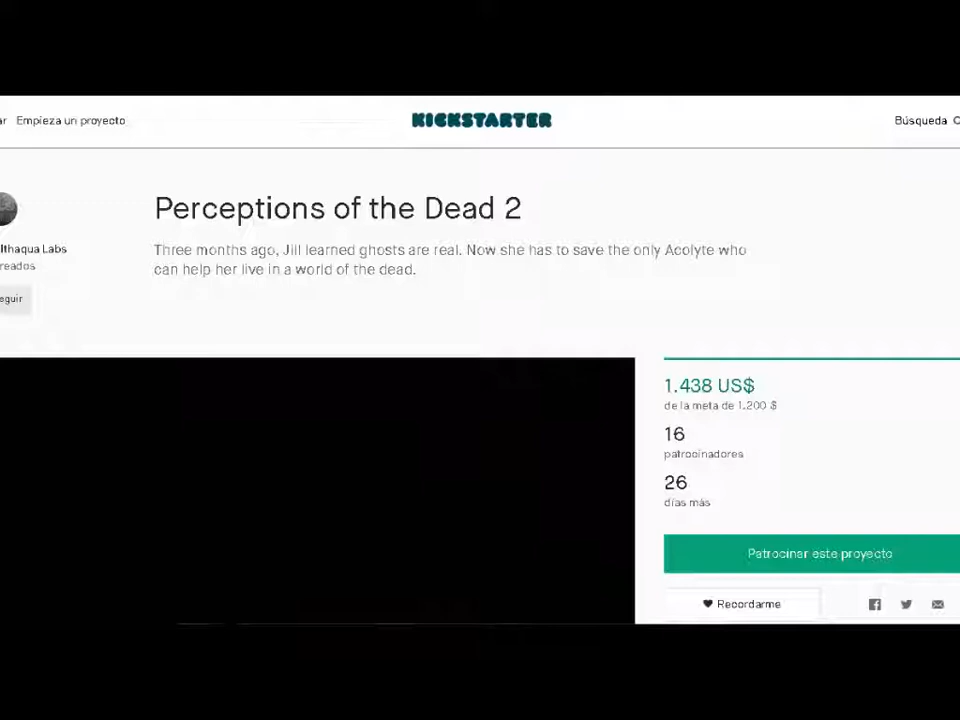 Empieza un proyecto
KICKSTARTER
Búsqueda
Perceptions of the Dead 2
Three months ago, Jill learned ghosts are real. Now she has to save the only Acolyte who
can help her live in a world of the dead.
Ithaqua Labs
1.438 US$
de la meta de 1.200 $
16
patrocinadores
26
días más
Patrocinar este proyecto
Recordarme